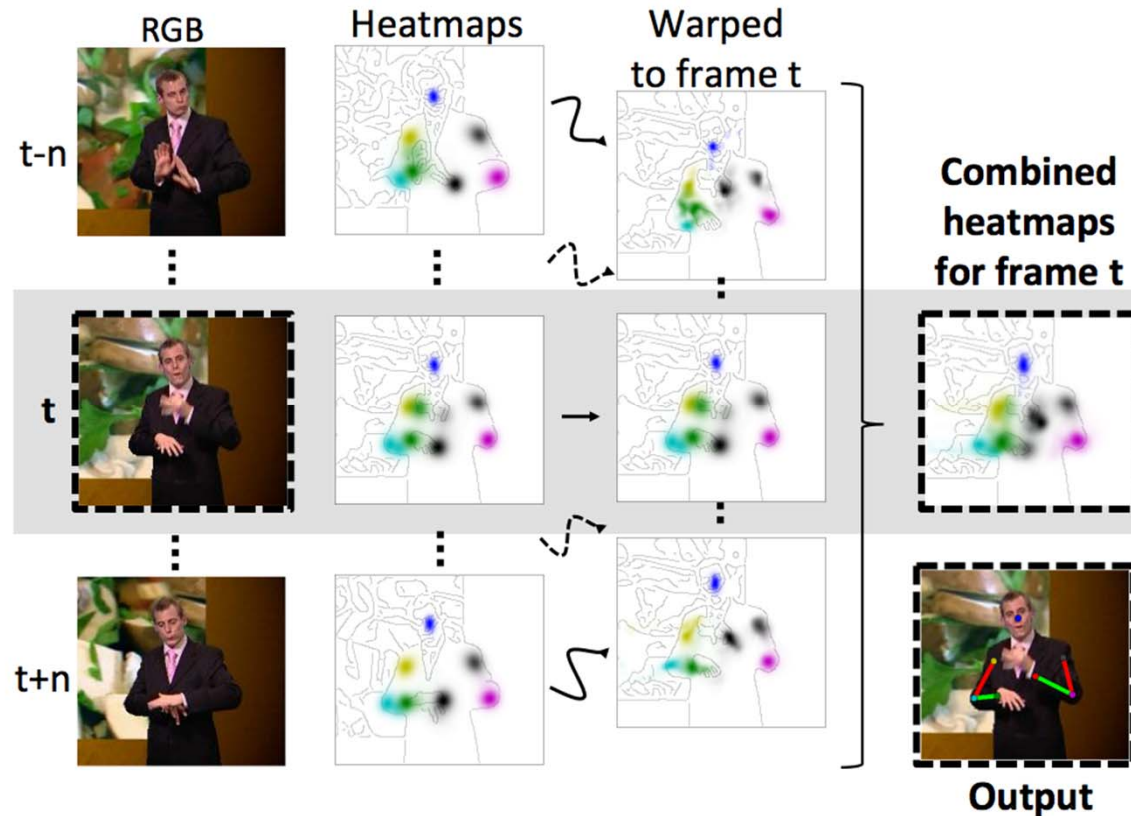 RGB
Heatmaps
Warped
to frame t
t-n
Combined
heatmaps
for frame t
t
t+n
Output